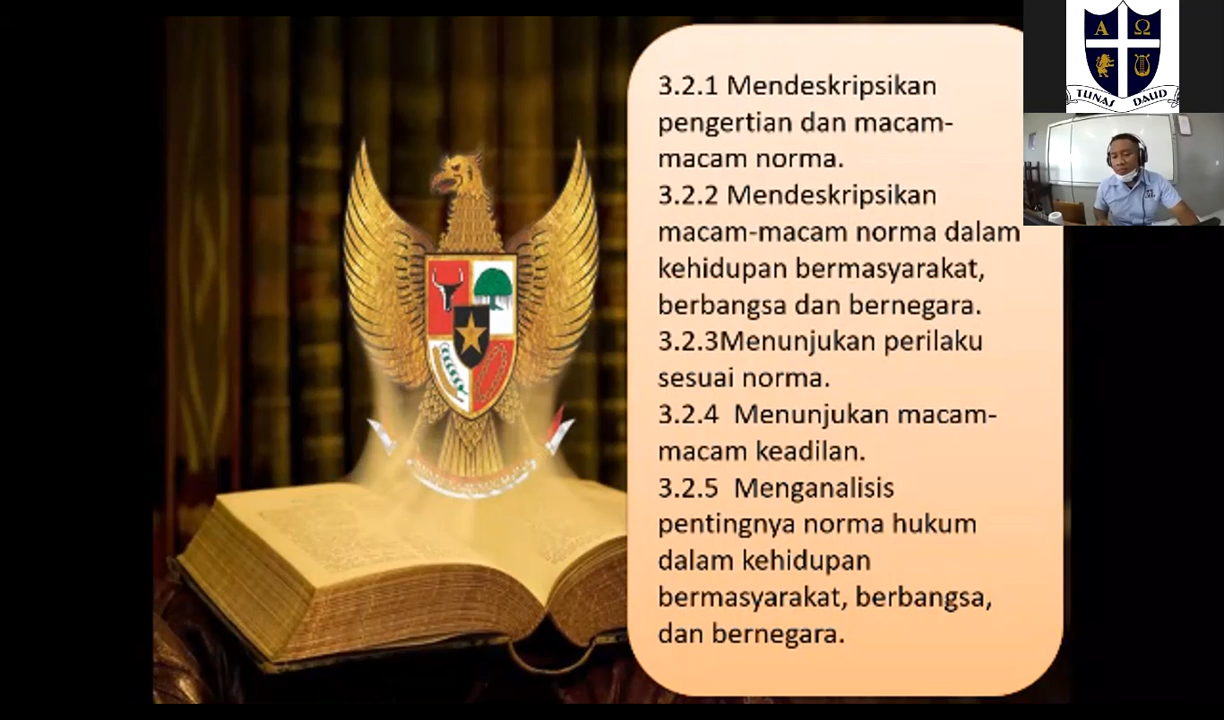 3.2.1 Mendeskripsikan
pengertian dan macam-
macam norma.
3.2.2 Mendeskripsikan
macam-macam norma dalam
kehidupan bermasyarakat,
berbangsa dan bernegara.
3.2.3Menunjukan perilaku
sesuai norma.
3.2.4 Menunjukan macam-
macam keadilan.
3.2.5 Menganalisis
pentingnya norma hukum
dalam kehidupan
bermasyarakat, berbangsa,
dan bernegara.
Α Ω
TUNAS DAUD